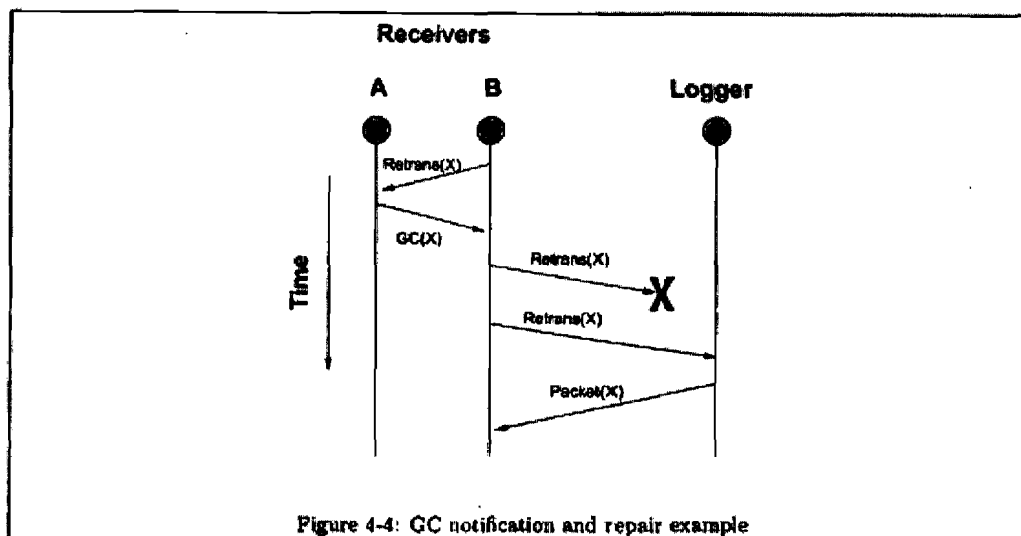 Receivers
A B Logger
Retrans(X)
GC(X)
Retrans(X)
X
Retrans(X)
Packet(X)
Time
Figure 4-4: GC notification and repair example